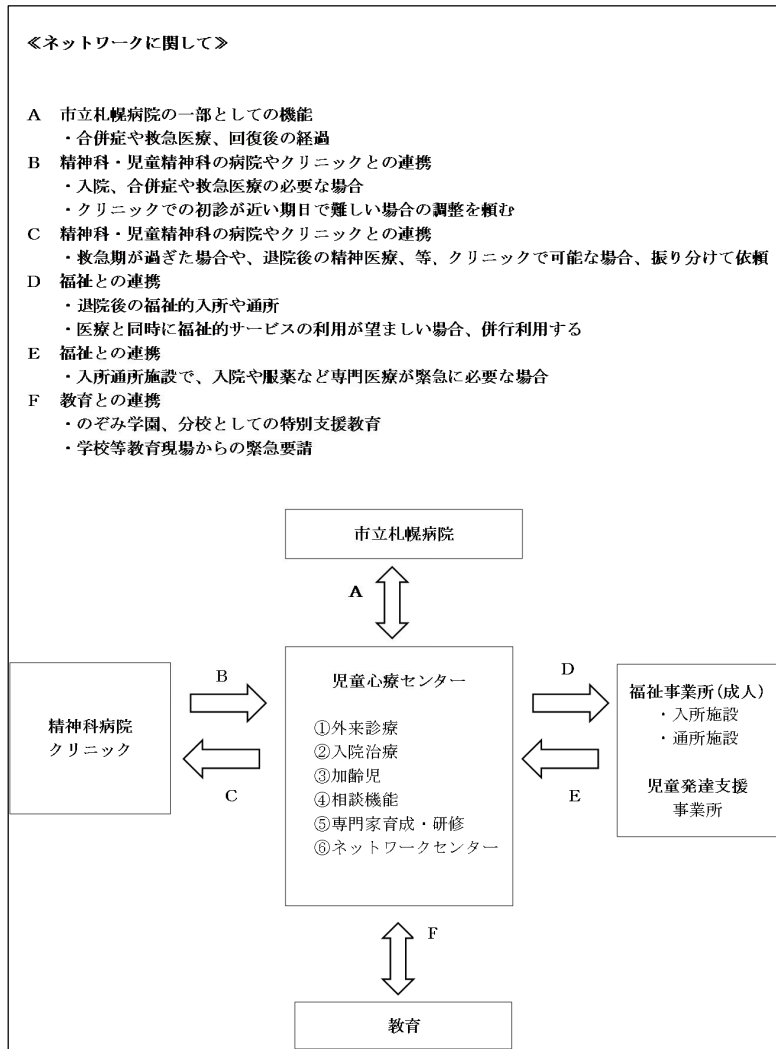 ≪ネットワークに関して≫
A 市立札幌病院の一部としての機能
・合併症や救急医療、回復後の経過
B 精神科・児童精神科の病院やクリニックとの連携
・入院、合併症や救急医療の必要な場合
・クリニックでの初診が近い期日で難しい場合の調整を頼む
C 精神科・児童精神科の病院やクリニックとの連携
・救急期が過ぎた場合や、退院後の精神医療、等、クリニックで可能な場合、振り分けて依頼
D 福祉との連携
・退院後の福祉的入所や通所
・医療と同時に福祉的サービスの利用が望ましい場合、併行利用する
E 福祉との連携
・入所通所施設で、入院や服薬など専門医療が緊急に必要な場合
F 教育との連携
・のぞみ学園、分校としての特別支援教育
・学校等教育現場からの緊急要請
市立札幌病院
A
B
C
精神科病院
クリニック
児童心療センター
①外来診療
②入院治療
③加齢児
④相談機能
⑤専門家育成・研修
⑥ネットワークセンター
D
E
福祉事業所(成人)
・入所施設
・通所施設
児童発達支援
事業所
F
教育